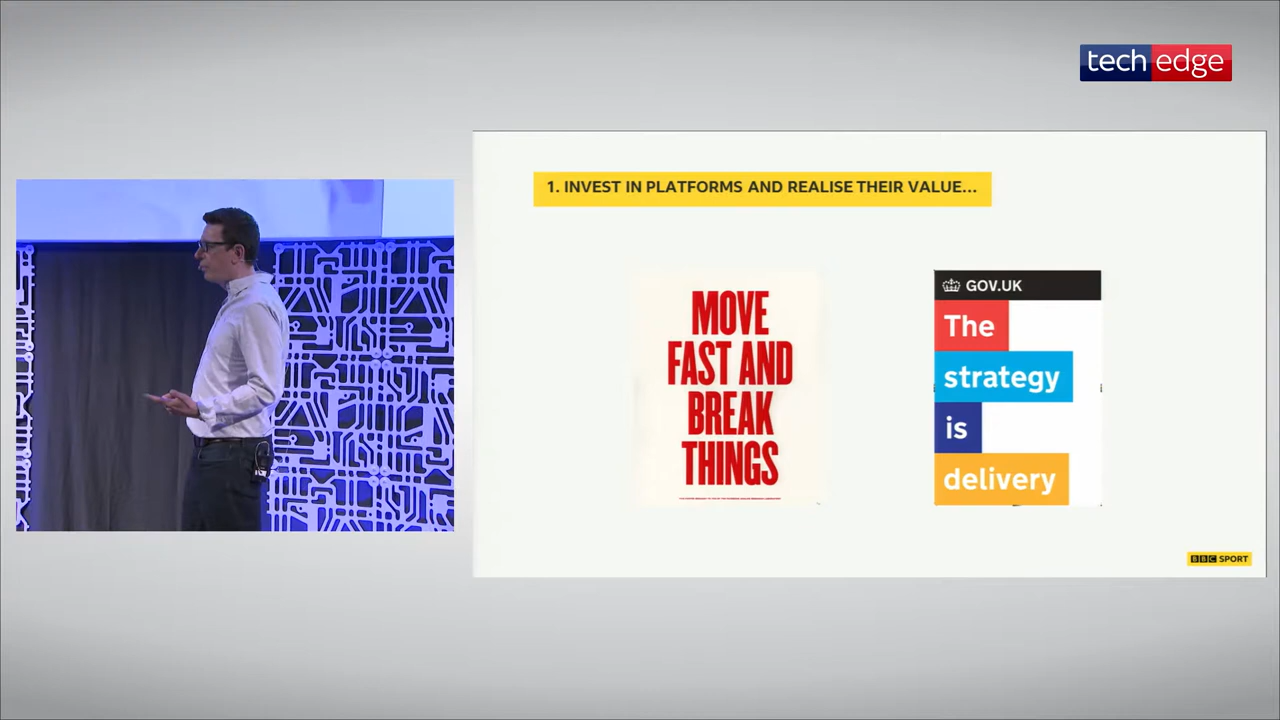 tech edge
1. INVEST IN PLATFORMS AND REALISE THEIR VALUE...
MOVE
FAST AND
BREAK
THINGS
GOV.UK
The
strategy
is
delivery
BBC SPORT